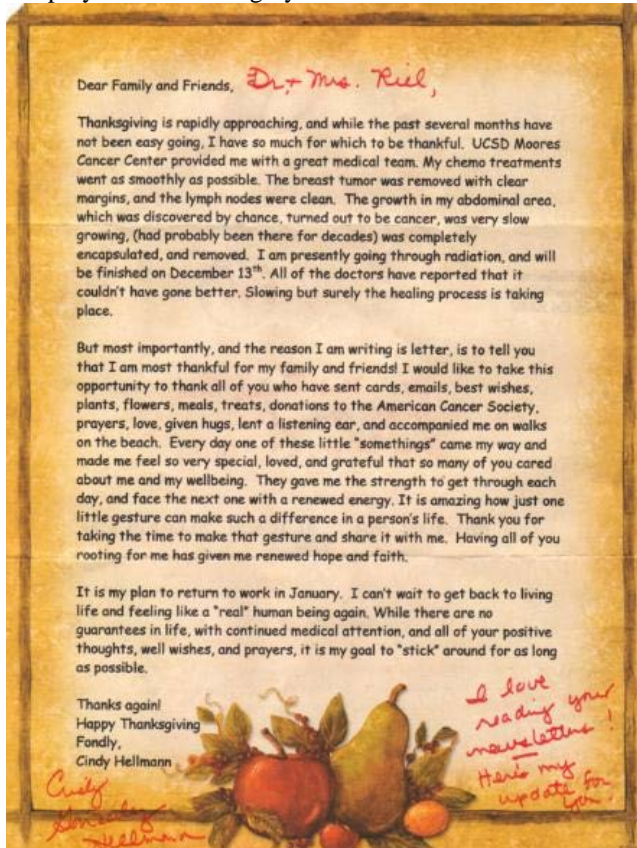 Dear Family and Friends, Dr. + Mrs. Riel,
Thanksgiving is rapidly approaching, and while the past several months have
not been easy going, I have so much for which to be thankful. UCSD Moores
Cancer Center provided me with a great medical team. My chemo treatments
went as smoothly as possible. The breast tumor was removed with clear
margins, and the lymph nodes were clean. The growth in my abdominal area,
which was discovered by chance, turned out to be cancer, was very slow
growing, (had probably been there for decades) was completely
encapsulated, and removed. I am presently going through radiation, and will
be finished on December 13th. All of the doctors have reported that it
couldn't have gone better. Slowing but surely the healing process is taking
place.
But most importantly, and the reason I am writing is letter, is to tell you
that I am most thankful for my family and friends! I would like to take this
opportunity to thank all of you who have sent cards, emails, best wishes,
plants, flowers, meals, treats, donations to the American Cancer Society,
prayers, love, given hugs, lent a listening ear, and accompanied me on walks
on the beach. Every day one of these little "somethings" came my way and
made me feel so very special, loved, and grateful that so many of you cared
about me and my wellbeing. They gave me the strength to get through each
day, and face the next one with a renewed energy. It is amazing how just one
little gesture can make such a difference in a person's life. Thank you for
taking the time to make that gesture and share it with me. Having all of you
rooting for me has given me renewed hope and faith.
It is my plan to return to work in January. I can't wait to get back to living
life and feeling like a "real" human being again. While there are no
guarantees in life, with continued medical attention, and all of your positive
thoughts, well wishes, and prayers, it is my goal to "stick" around for as long
as possible.
Thanks again!
Happy Thanksgiving
Fondly,
Cindy Hellmann
Cindy
Gonzalez
Hellmann
I love
reading your
newsletters!
Here's my
update for
you.